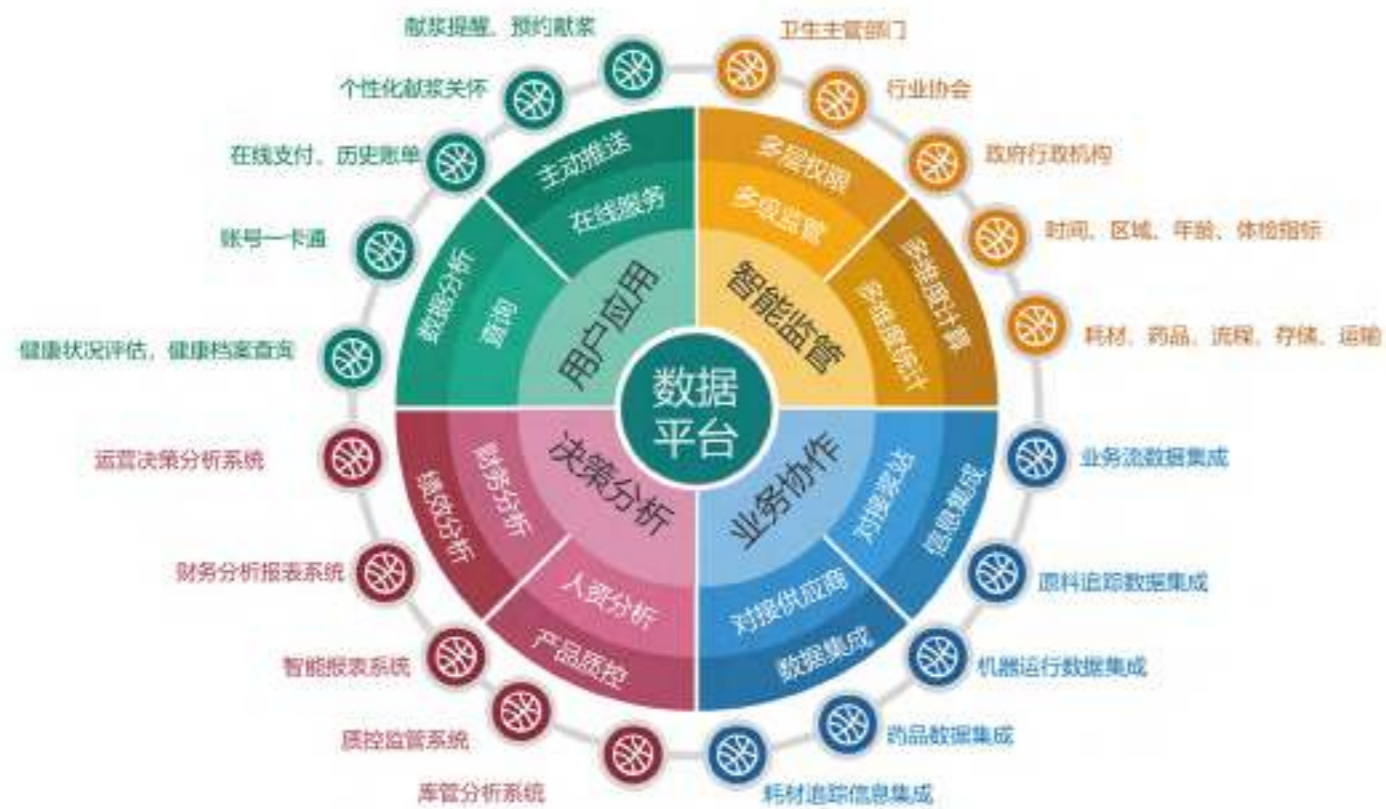 献浆提醒、预约献浆
个性化献浆关怀
在线支付、历史账单
账号一卡通
健康状况评估，健康档案查询
卫生主管部门
行业协会
政府行政机构
时间、区域、年龄、体检指标
耗材、药品、流程、存储、运输
主动推送
在线服务
数据分析
查询
用户应用
多层权限
多级监管
多维度计算
多维度统计
智能监管
数据
平台
决策分析
财务分析
绩效分析
人资分析
产品质控
业务协作
对接浆站
信息集成
对接供应商
数据集成
运营决策分析系统
财务分析报表系统
智能报表系统
质控监管系统
库管分析系统
业务流数据集成
原料追踪数据集成
机器运行数据集成
药品数据集成
耗材追踪信息集成